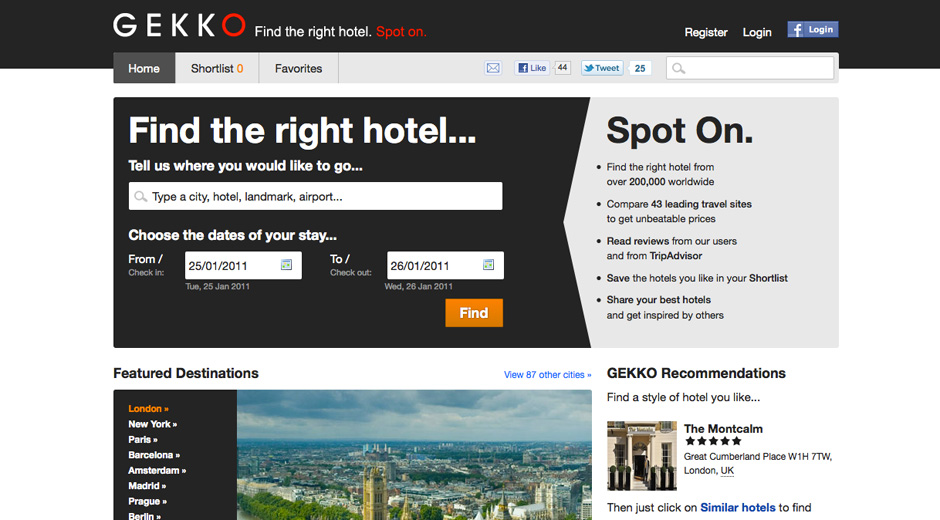 GEKKO Find the right hotel. Spot on.
Register Login Login
Home Shortlist 0 Favorites Like 44 Tweet 25
Find the right hotel...
Tell us where you would like to go...
Type a city, hotel, landmark, airport...
Choose the dates of your stay...
From / 25/01/2011 To / 26/01/2011
Check in: Check out:
Tue, 25 Jan 2011 Wed, 26 Jan 2011
Find
Spot On.
Find the right hotel from
over 200,000 worldwide
Compare 43 leading travel sites
to get unbeatable prices
Read reviews from our users
and from TripAdvisor
Save the hotels you like in your Shortlist
Share your best hotels
and get inspired by others
Featured Destinations View 87 other cities »
London »
New York »
Paris »
Barcelona »
Amsterdam »
Madrid »
Prague »
Berlin »
GEKKO Recommendations
Find a style of hotel you like...
The Montcalm
The Montcalm
Great Cumberland Place W1H 7TW,
London, UK
Then just click on Similar hotels to find